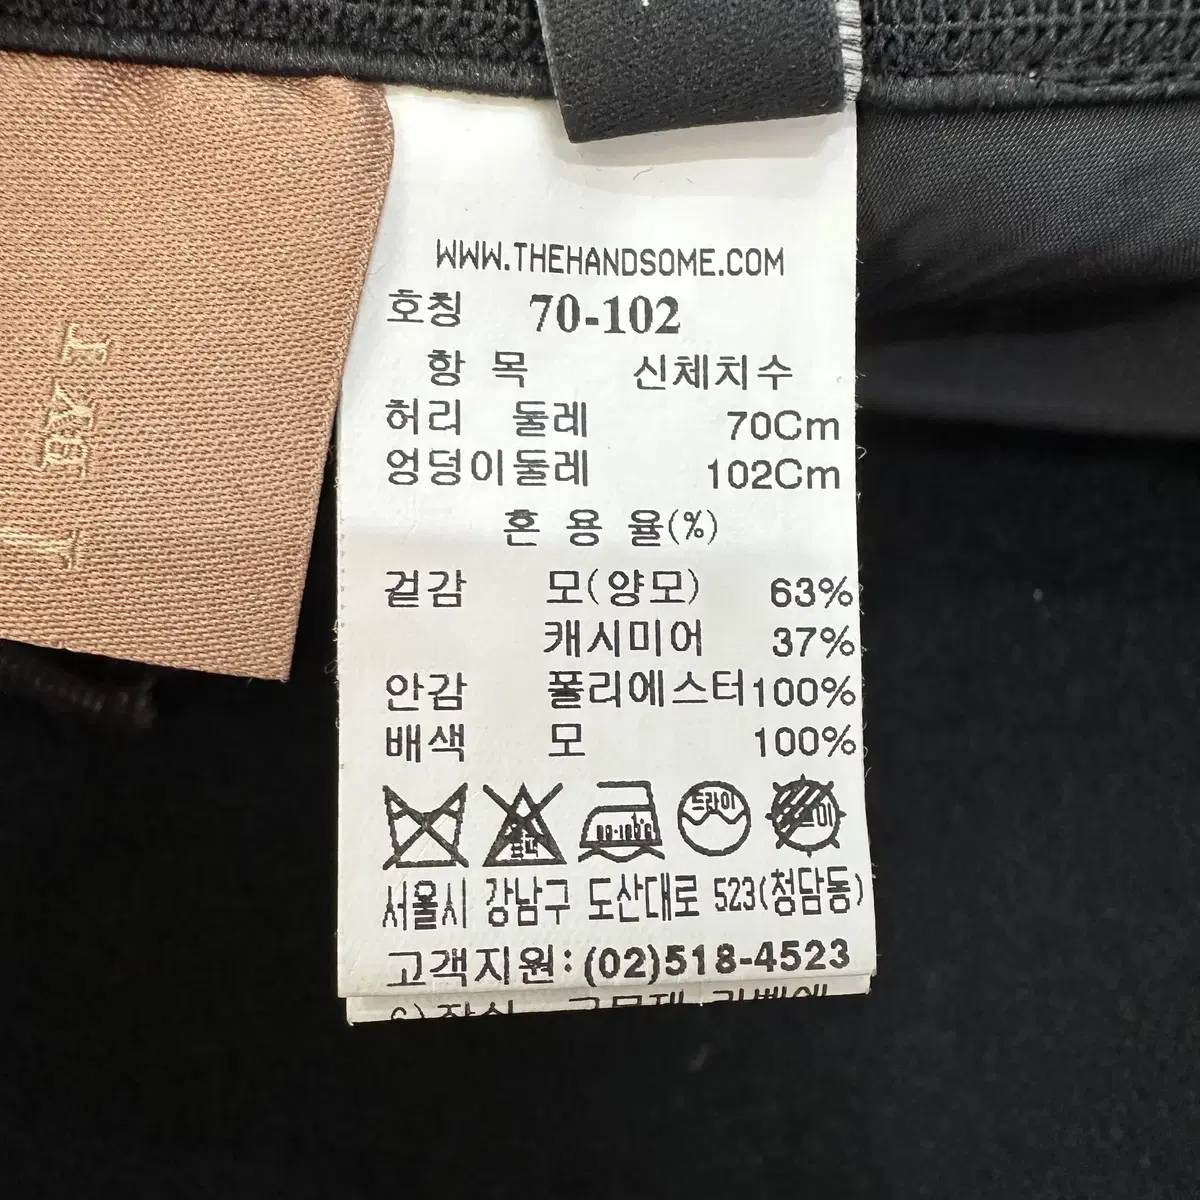 WWW.THEHANDSOME.COM
호칭 70-102
항 목 신체치수
허리 둘레 70Cm
엉덩이둘레 102Cm
혼 용 율(%)
겉감 모(양모) 63%
캐시미어 37%
안감 폴리에스터100%
배색 모 100%
드라이
서울시 강남구 도산대로 523(청담동)
고객지원:(02)518-4523